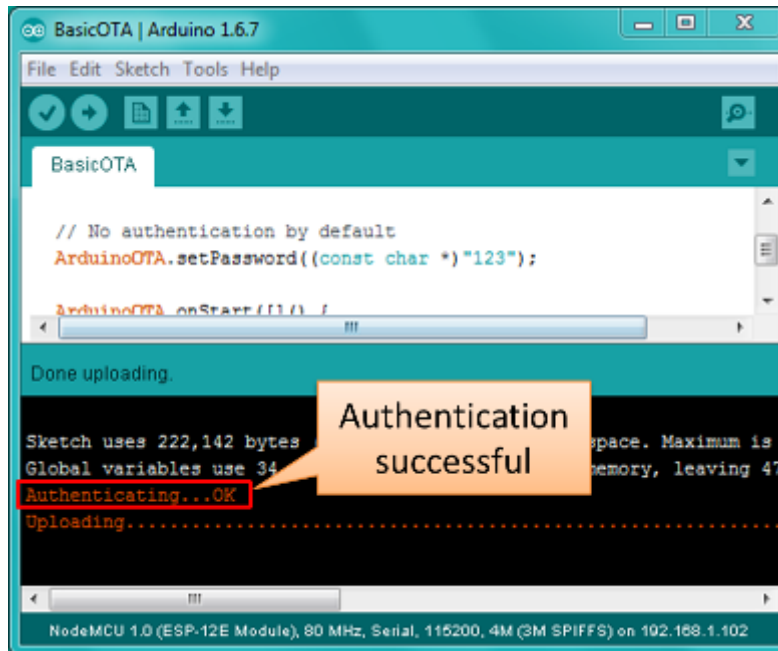 BasicOTA | Arduino 1.6.7
File Edit Sketch Tools Help
BasicOTA
// No authentication by default
ArduinoOTA.setPassword((const char *)"123");
ArduinoOTA.onStart([]() {
Done uploading.
Authentication
successful
Sketch uses 222,142 bytes space. Maximum is
Global variables use 34 memory, leaving 47
Authenticating...OK
Uploading............................................................
NodeMCU 1.0 (ESP-12E Module), 80 MHz, Serial, 115200, 4M (3M SPIFFS) on 192.168.1.102